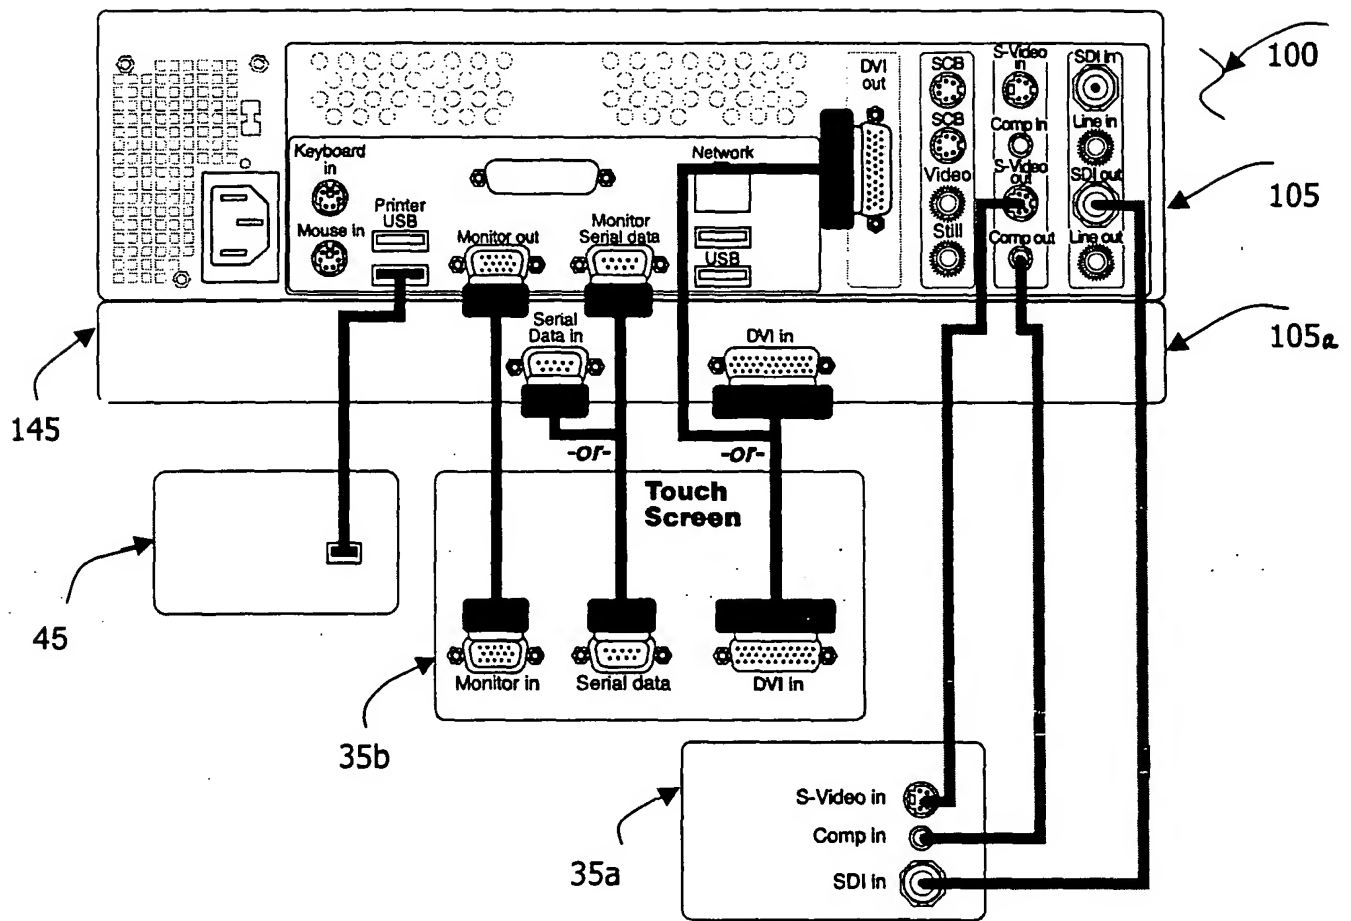 DVI
out
SCB
S-Video
in
SDI in
100
SCB
Comp in
Line in
Keyboard
in
Network
Video
S-Video
out
SDI out
105
Printer
USB
Mouse in
Monitor out
Monitor
Serial data
USB
Still
Comp out
Line out
Serial
Data in
DVI in
105a
145
-or-
-or-
Touch
Screen
45
Monitor in
Serial data
DVI in
35b
S-Video in
Comp in
SDI in
35a